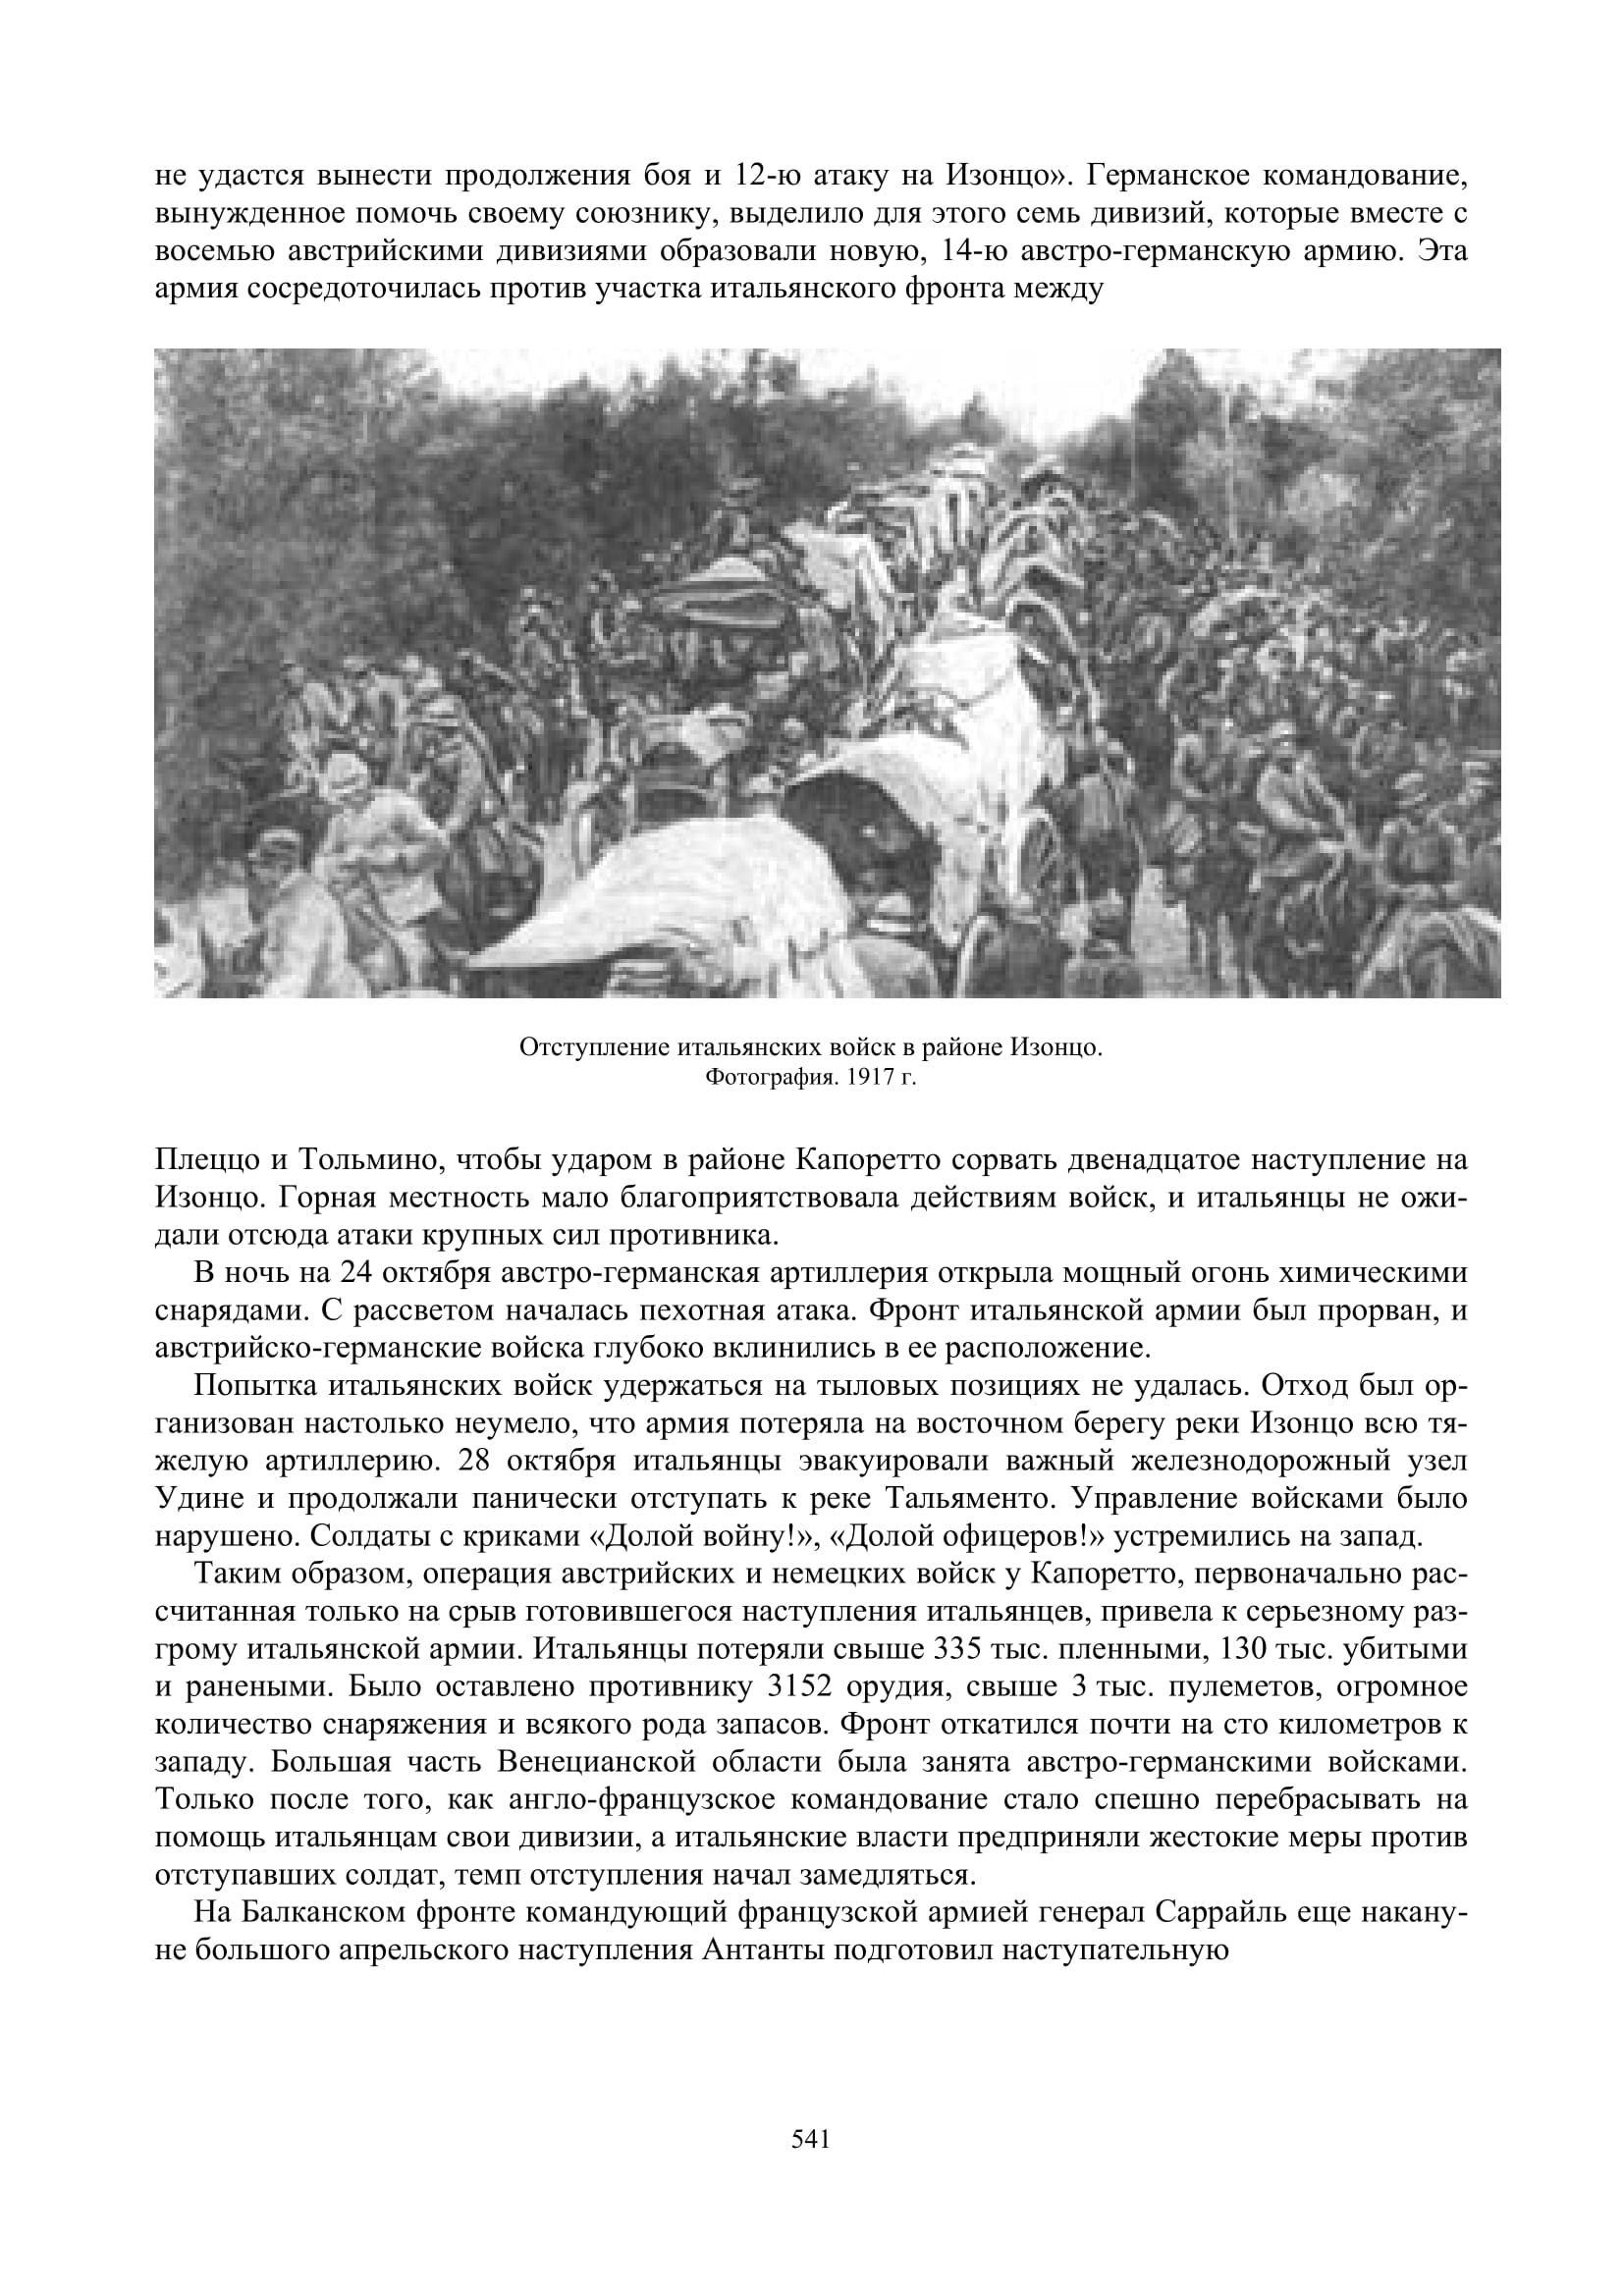 не удастся вынести продолжения боя и 12-ю атаку на Изонцо». Германское командование,
вынужденное помочь своему союзнику, выделило для этого семь дивизий, которые вместе с
восемью австрийскими дивизиями образовали новую, 14-ю австро-германскую армию. Эта
армия сосредоточилась против участка итальянского фронта между
Отступление итальянских войск в районе Изонцо.
Фотография. 1917 г.
Плеццо и Тольмино, чтобы ударом в районе Капоретто сорвать двенадцатое наступление на
Изонцо. Горная местность мало благоприятствовала действиям войск, и итальянцы не ожи-
дали отсюда атаки крупных сил противника.
В ночь на 24 октября австро-германская артиллерия открыла мощный огонь химическими
снарядами. С рассветом началась пехотная атака. Фронт итальянской армии был прорван, и
австрийско-германские войска глубоко вклинились в ее расположение.
Попытка итальянских войск удержаться на тыловых позициях не удалась. Отход был ор-
ганизован настолько неумело, что армия потеряла на восточном берегу реки Изонцо всю тя-
желую артиллерию. 28 октября итальянцы эвакуировали важный железнодорожный узел
Удине и продолжали панически отступать к реке Тальяменто. Управление войсками было
нарушено. Солдаты с криками «Долой войну!», «Долой офицеров!» устремились на запад.
Таким образом, операция австрийских и немецких войск у Капоретто, первоначально рас-
считанная только на срыв готовившегося наступления итальянцев, привела к серьезному раз-
грому итальянской армии. Итальянцы потеряли свыше 335 тыс. пленными, 130 тыс. убитыми
и ранеными. Было оставлено противнику 3152 орудия, свыше 3 тыс. пулеметов, огромное
количество снаряжения и всякого рода запасов. Фронт откатился почти на сто километров к
западу. Большая часть Венецианской области была занята австро-германскими войсками.
Только после того, как англо-французское командование стало спешно перебрасывать на
помощь итальянцам свои дивизии, а итальянские власти предприняли жестокие меры против
отступавших солдат, темп отступления начал замедляться.
На Балканском фронте командующий французской армией генерал Саррайль еще накану-
не большого апрельского наступления Антанты подготовил наступательную
541